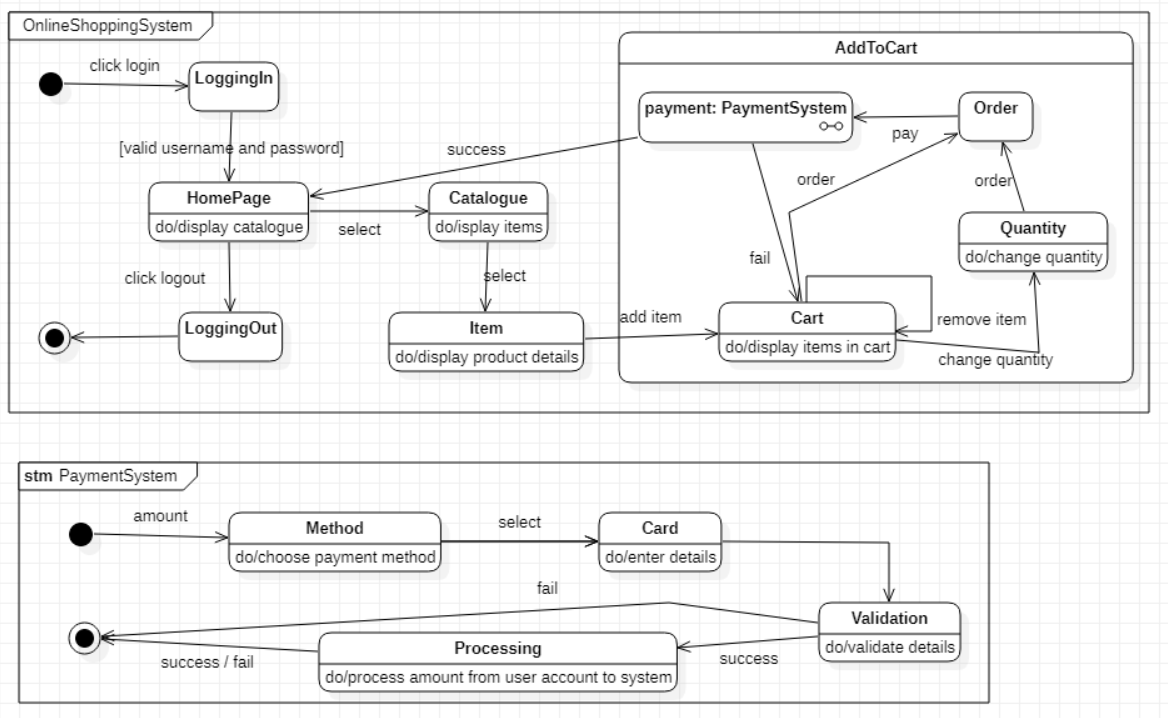 OnlineShoppingSystem
click login
LoggingIn
[valid username and password]
HomePage
do/display catalogue
click logout
LoggingOut
select
Catalogue
do/isplay items
select
Item
do/display product details
add item
success
AddToCart
payment: PaymentSystem
pay
Order
order
order
Quantity
do/change quantity
fail
Cart
do/display items in cart
remove item
change quantity
stm PaymentSystem
amount
Method
do/choose payment method
select
Card
do/enter details
fail
Validation
do/validate details
success
Processing
do/process amount from user account to system
success / fail